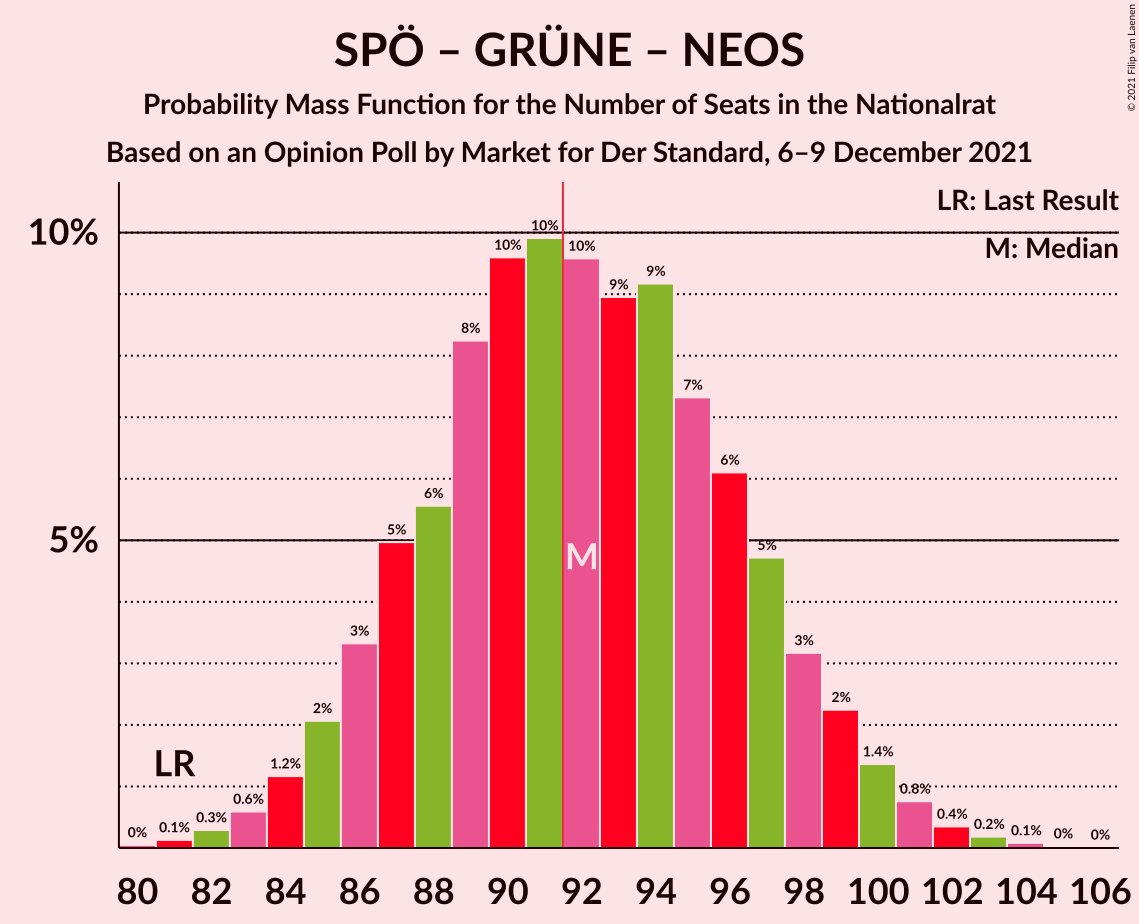 SPÖ – GRÜNE – NEOS
Probability Mass Function for the Number of Seats in the Nationalrat
Based on an Opinion Poll by Market for Der Standard, 6–9 December 2021
© 2021 Filip van Laenen
LR: Last Result
M: Median
10%
5%
0% 0.1% 0.3% 0.6% 1.2% 2% 3% 5% 6% 8% 10% 10% 10% 9% 9% 7% 6% 5% 3% 2% 1.4% 0.8% 0.4% 0.2% 0.1% 0% 0%
LR
M
80 82 84 86 88 90 92 94 96 98 100 102 104 106